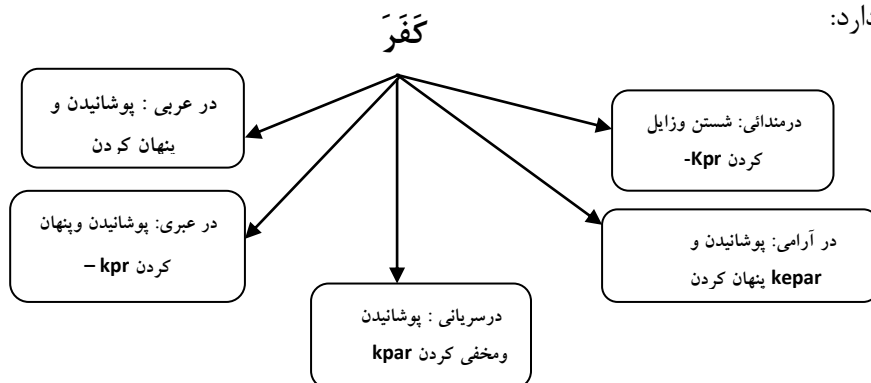 دارد:
کَفَرَ
در عربی : پوشانیدن و
پنهان کردن
درمندائی: شستن وزایل
کردن Kpr-
در عبری: پوشانیدن وپنهان
کردن kpr –
در آرامی: پوشانیدن و
پنهان کردن kepar
درسریانی : پوشانیدن
ومخفی کردن kpar